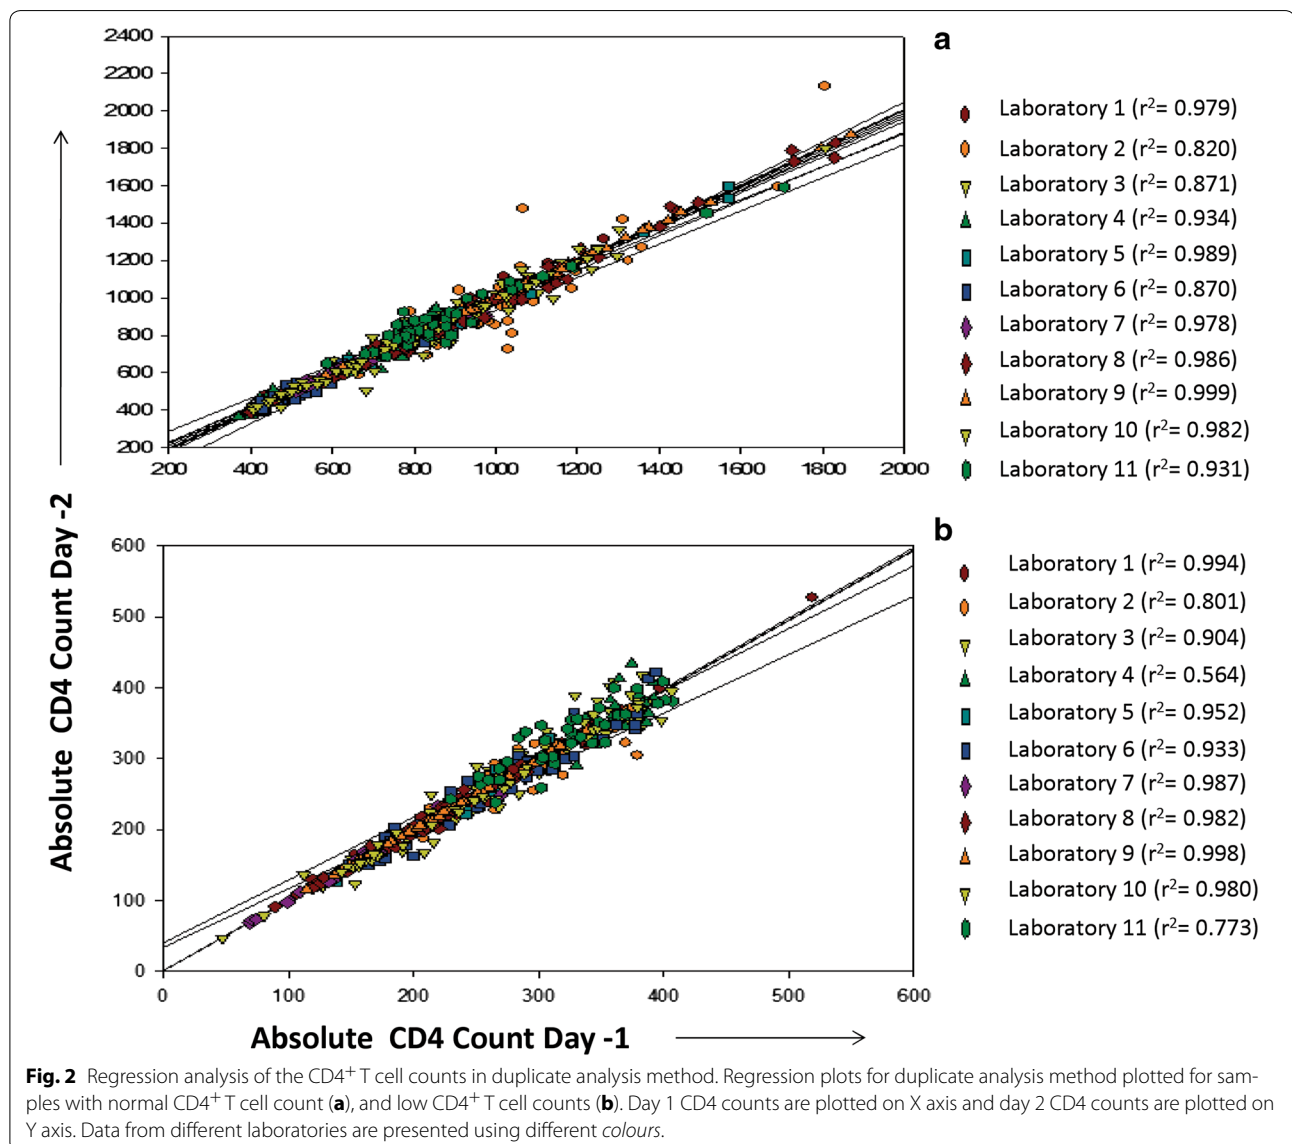 a
2400
2200
2000
1800
1600
1400
1200
1000
800
600
400
200
200 400 600 800 1000 1200 1400 1600 1800 2000
Laboratory 1 (r²= 0.979)
Laboratory 2 (r²= 0.820)
Laboratory 3 (r²= 0.871)
Laboratory 4 (r²= 0.934)
Laboratory 5 (r²= 0.989)
Laboratory 6 (r²= 0.870)
Laboratory 7 (r²= 0.978)
Laboratory 8 (r²= 0.986)
Laboratory 9 (r²= 0.999)
Laboratory 10 (r²= 0.982)
Laboratory 11 (r²= 0.931)
Absolute CD4 Count Day -2
b
600
500
400
300
200
100
0
0 100 200 300 400 500 600
Laboratory 1 (r²= 0.994)
Laboratory 2 (r²= 0.801)
Laboratory 3 (r²= 0.904)
Laboratory 4 (r²= 0.564)
Laboratory 5 (r²= 0.952)
Laboratory 6 (r²= 0.933)
Laboratory 7 (r²= 0.987)
Laboratory 8 (r²= 0.982)
Laboratory 9 (r²= 0.998)
Laboratory 10 (r²= 0.980)
Laboratory 11 (r²= 0.773)
Absolute CD4 Count Day -1
Fig. 2 Regression analysis of the CD4⁺ T cell counts in duplicate analysis method. Regression plots for duplicate analysis method plotted for sam-
ples with normal CD4⁺ T cell count (a), and low CD4⁺ T cell counts (b). Day 1 CD4 counts are plotted on X axis and day 2 CD4 counts are plotted on
Y axis. Data from different laboratories are presented using different colours.